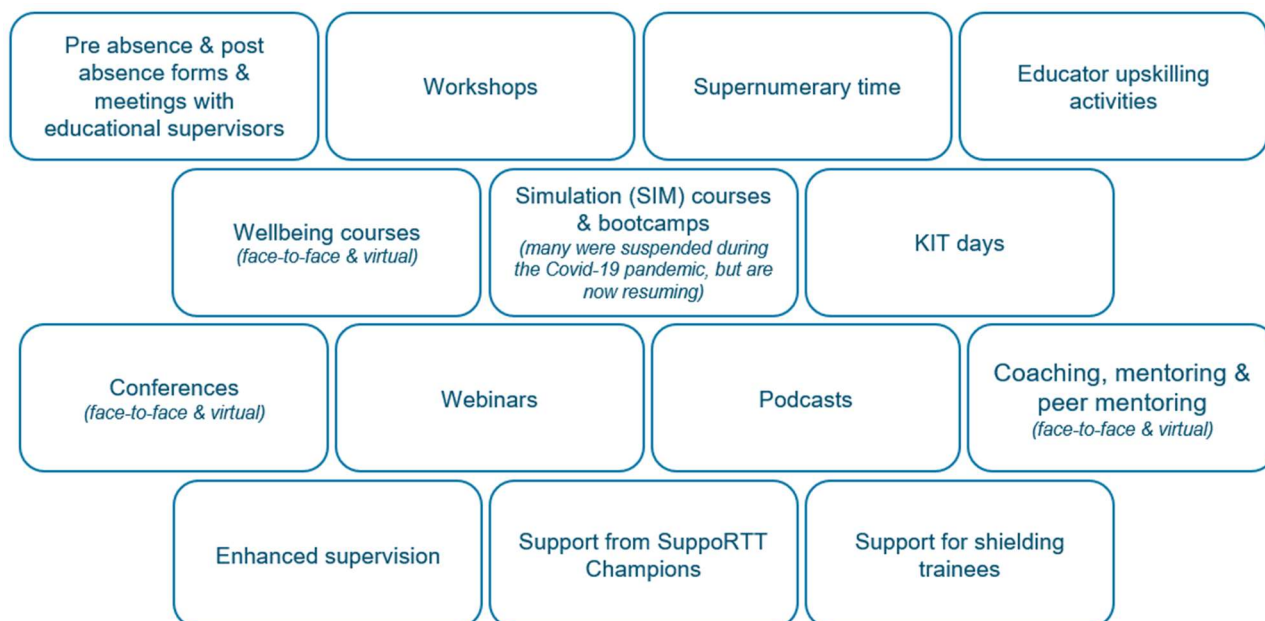 Pre absence & post
absence forms &
meetings with
educational supervisors
Workshops
Supernumerary time
Educator upskilling
activities
Wellbeing courses
(face-to-face & virtual)
Simulation (SIM) courses
& bootcamps
(many were suspended during
the Covid-19 pandemic, but are
now resuming)
KIT days
Conferences
(face-to-face & virtual)
Webinars
Podcasts
Coaching, mentoring &
peer mentoring
(face-to-face & virtual)
Enhanced supervision
Support from SuppoRTT
Champions
Support for shielding
trainees